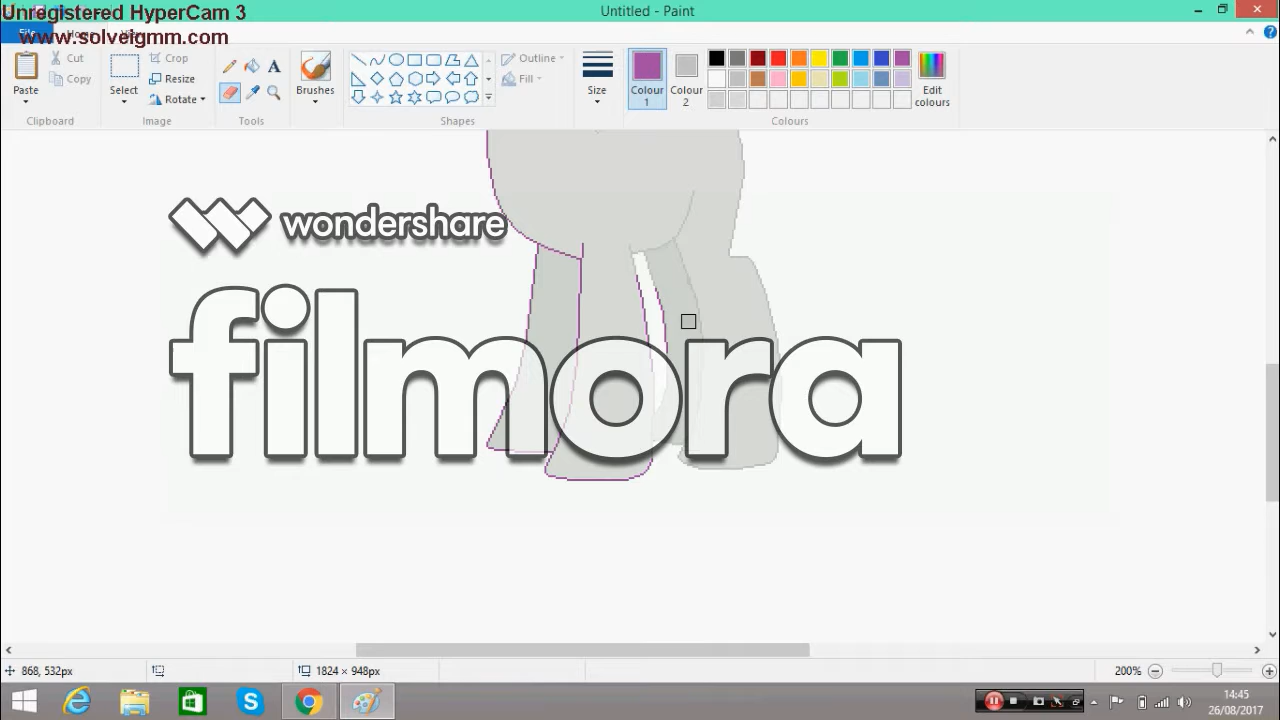 Unregistered HyperCam 3
Untitled - Paint
www.solveigmm.com
Cut
Copy
Paste
Clipboard
Select
Crop
Resize
Rotate
Image
A
Tools
Brushes
Outline
Fill
Shapes
Size
Colour 1
Colour 2
Edit colours
Colours
wondershare
filmora
868, 532px
1824 × 948px
200%
14:45
26/08/2017